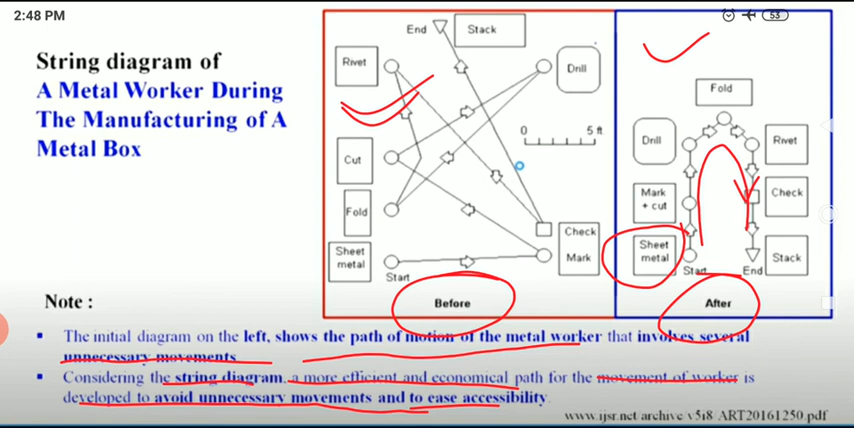 2:48 PM
53
String diagram of
A Metal Worker During
The Manufacturing of A
Metal Box
End
Stack
Rivet
Drill
0 5 ft
Cut
Fold
Sheet
metal
Start
Check
Mark
Before
Fold
Drill
Rivet
Mark
+ cut
Check
Sheet
metal
Stack
Start
End
After
Note :
The initial diagram on the left, shows the path of motion of the metal worker that involves several
unnecessary movements
Considering the string diagram, a more efficient and economical path for the movement of worker is
developed to avoid unnecessary movements and to ease accessibility
www.ijsr.net archive v5i8 ART20161250.pdf